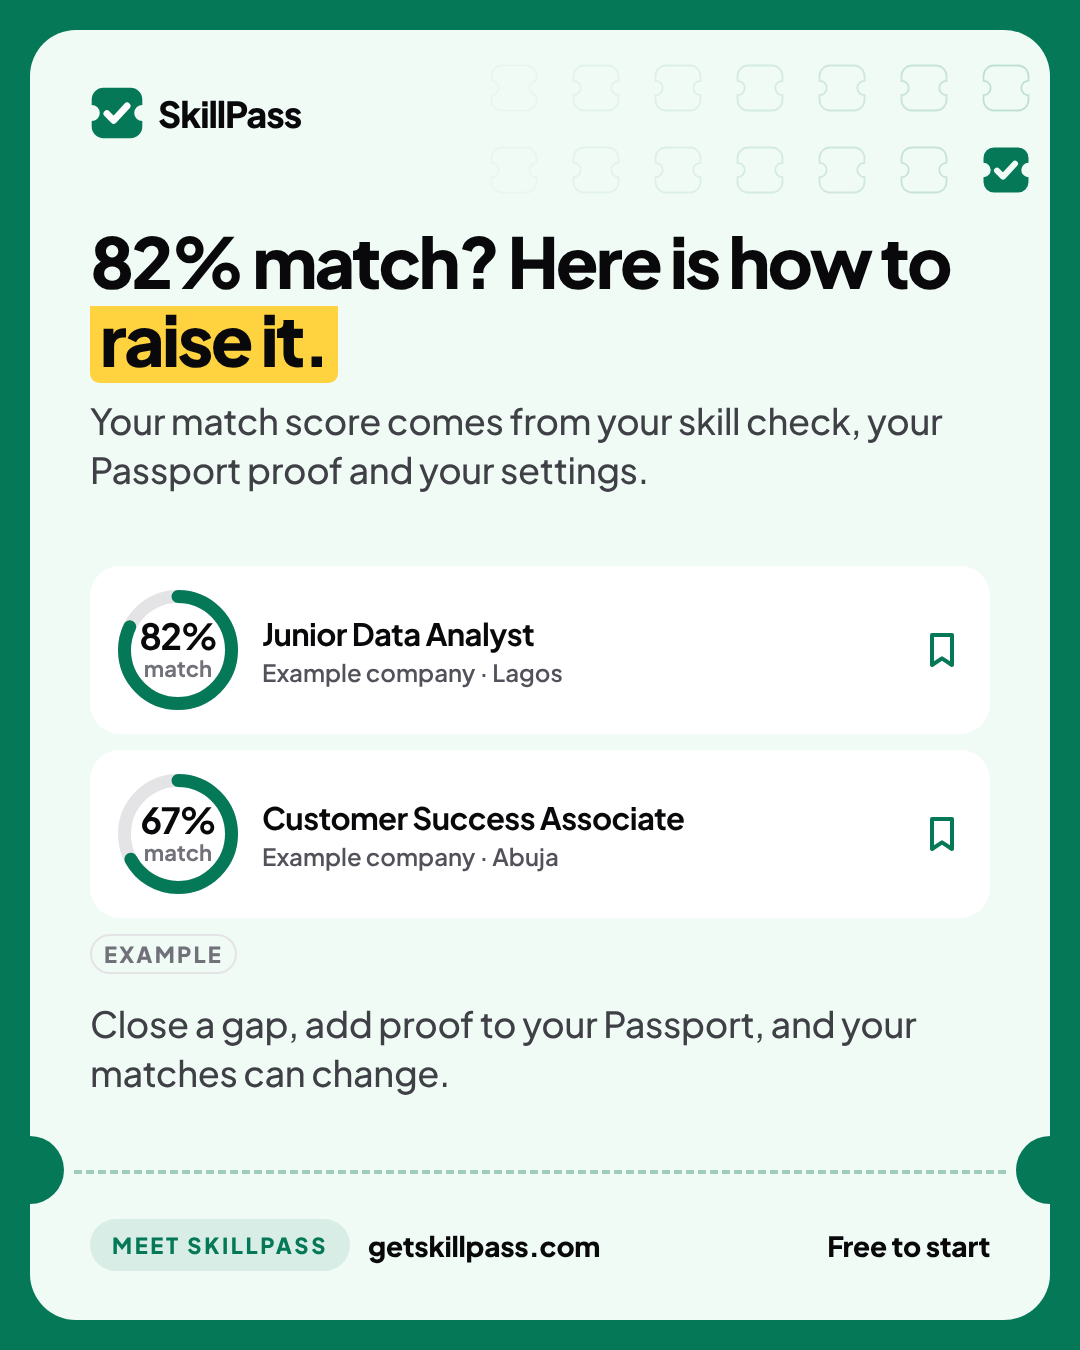 SkillPass
82% match? Here is how to
raise it.
Your match score comes from your skill check, your
Passport proof and your settings.
82%
match
Junior Data Analyst
Example company · Lagos
67%
match
Customer Success Associate
Example company · Abuja
EXAMPLE
Close a gap, add proof to your Passport, and your
matches can change.
MEET SKILLPASS
getskillpass.com
Free to start